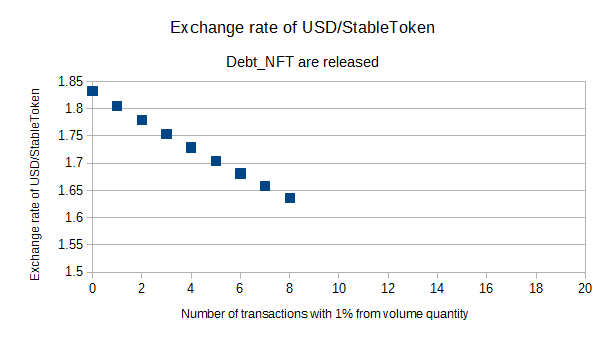 Exchange rate of USD/StableToken
Debt_NFT are released
Exchange rate of USD/StableToken
1.85
1.8
1.75
1.7
1.65
1.6
1.55
1.5
0 2 4 6 8 10 12 14 16 18 20
Number of transactions with 1% from volume quantity